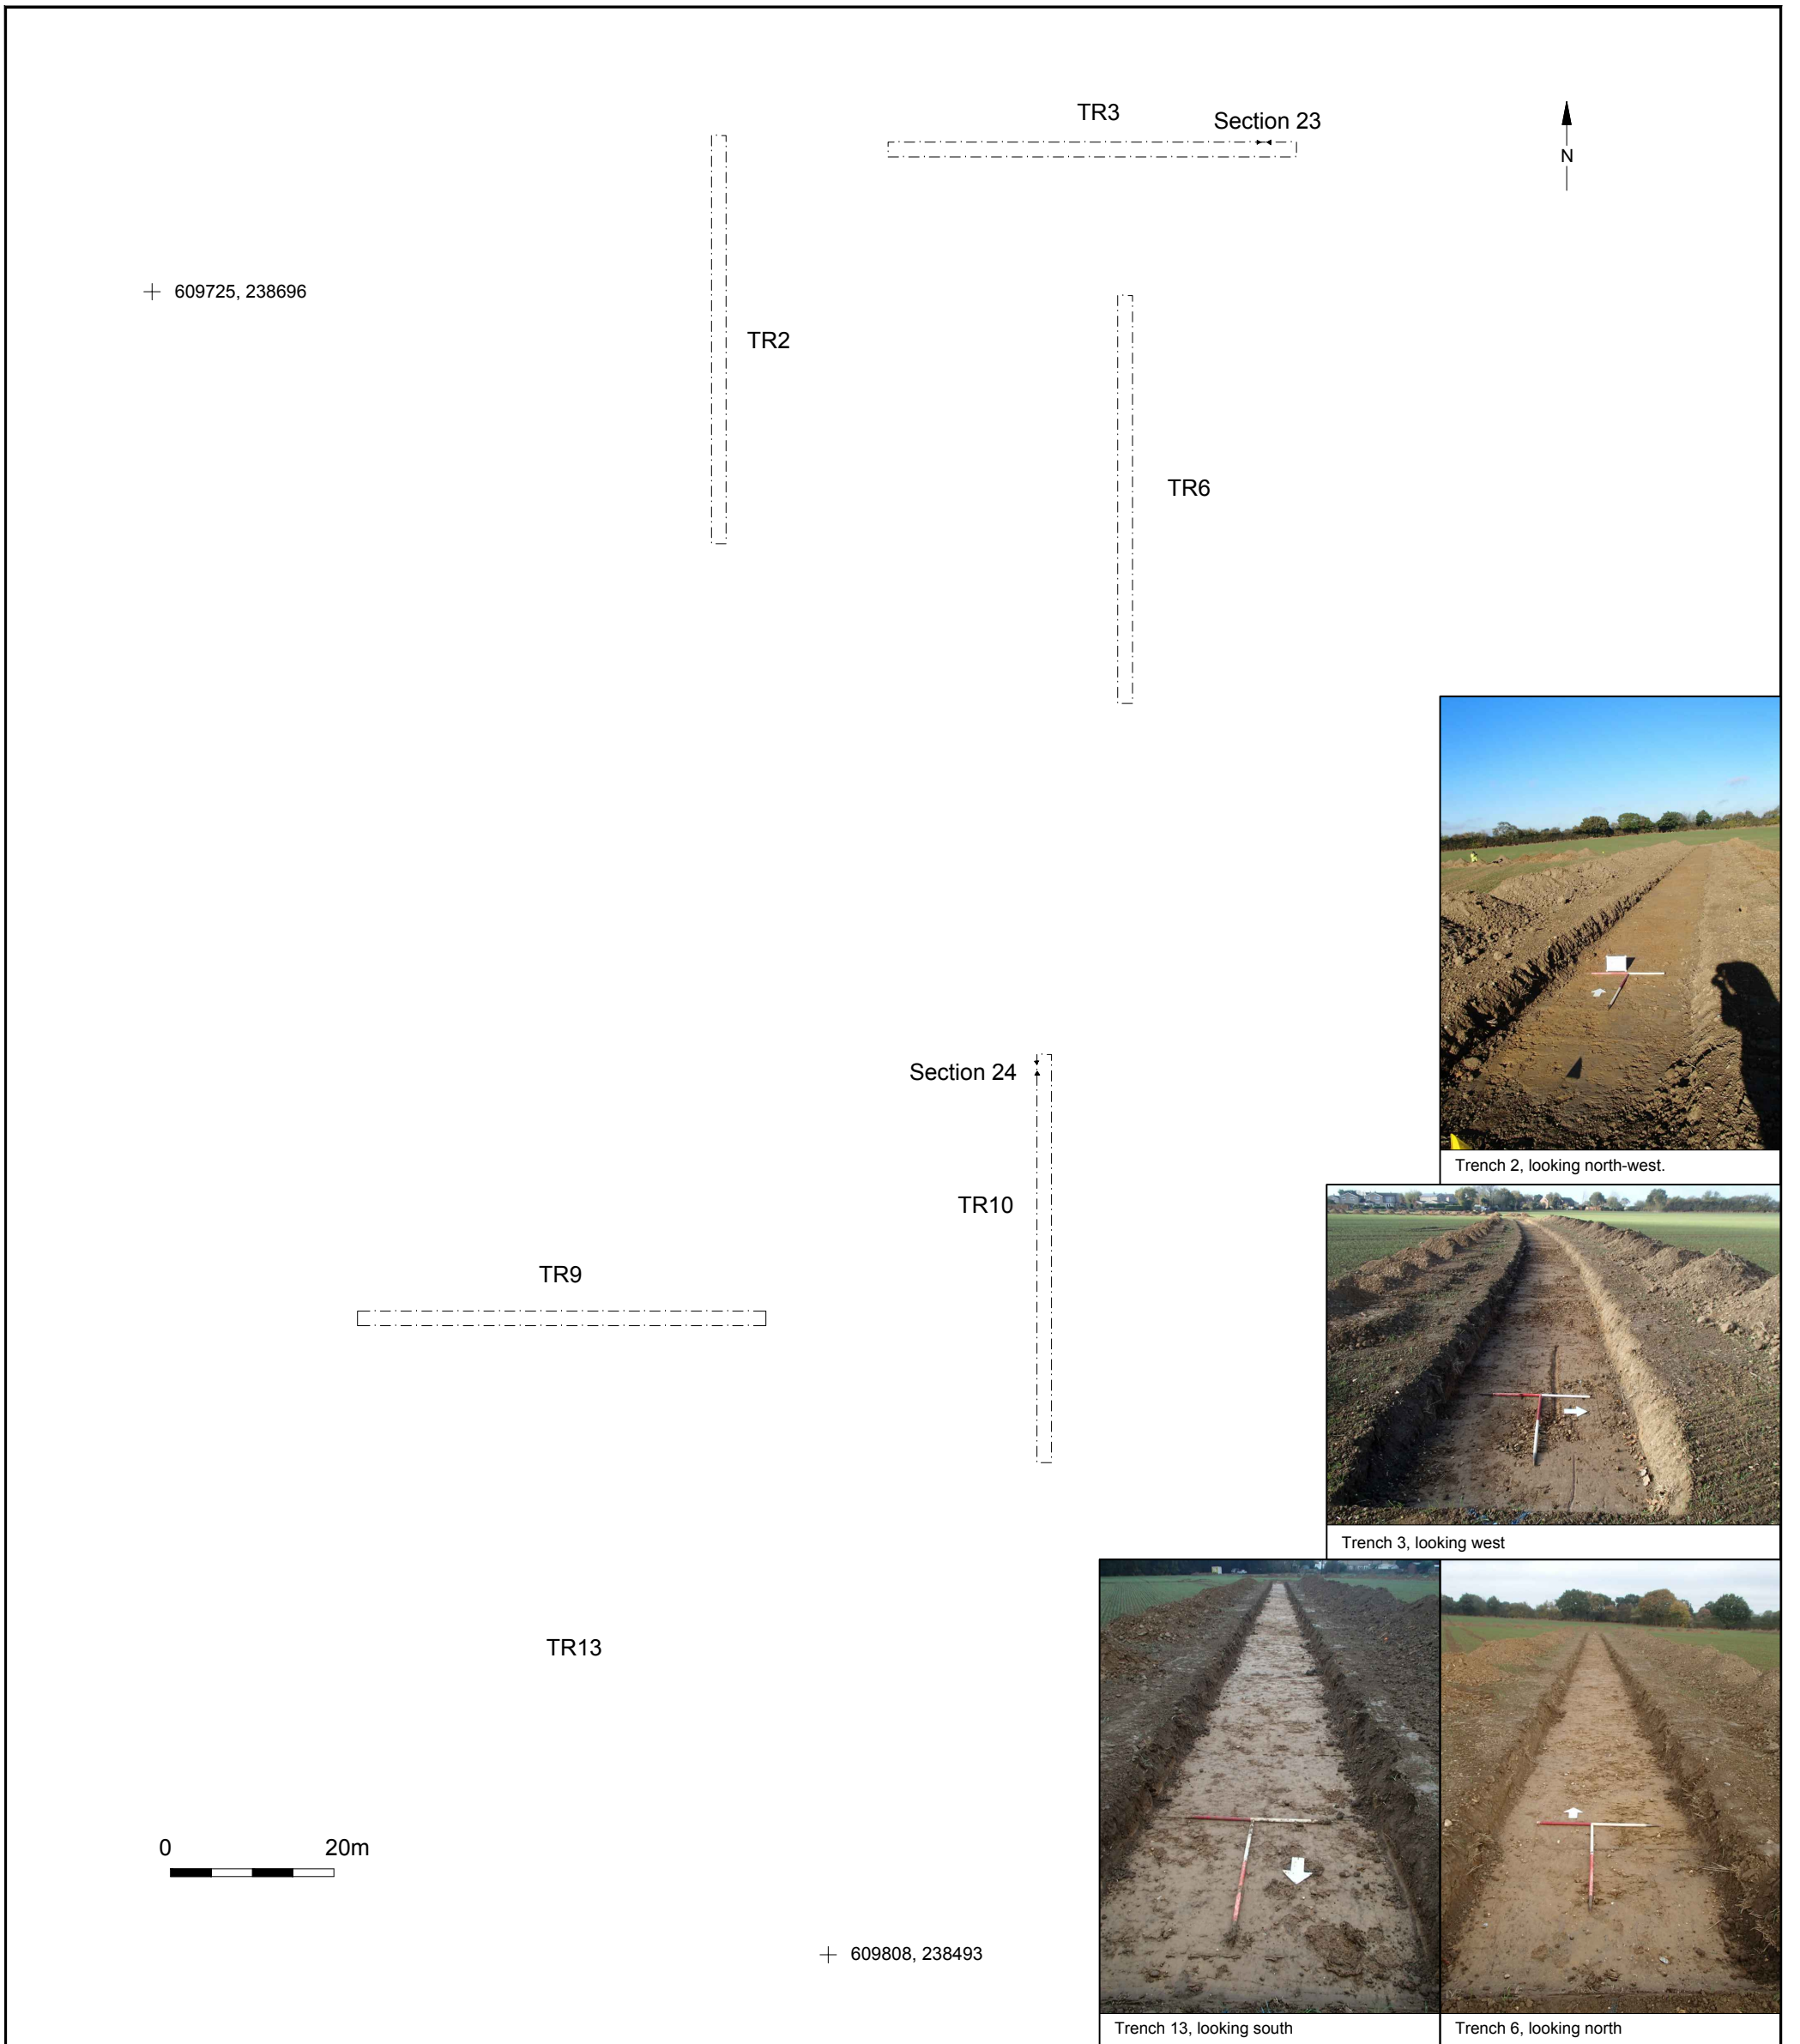 TR3
Section 23
N
609725, 238696
TR2
TR6
Trench 2, looking north-west.
Section 24
TR10
Trench 3, looking west
TR9
TR13
0 20m
609808, 238493
Trench 13, looking south
Trench 6, looking north